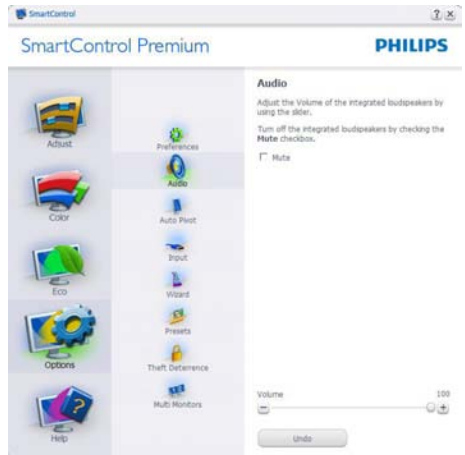 SmartControl
SmartControl Premium
PHILIPS
Adjust
Color
Eco
Options
Help
Preferences
Audio
Auto Pivot
Input
Wizard
Presets
Theft Deterrence
Multi Monitors
Audio
Adjust the Volume of the integrated loudspeakers by
using the slider.
Turn off the integrated loudspeakers by checking the
Mute checkbox.
Mute
Volume 100
Undo